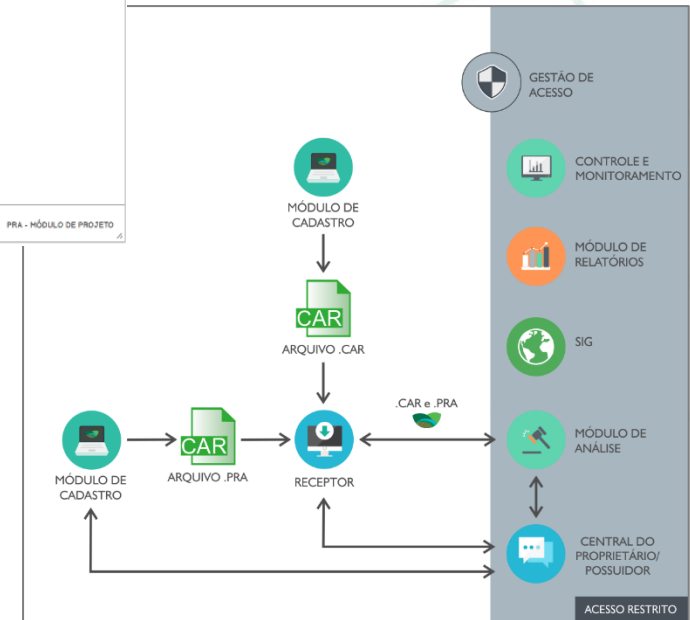 GESTÃO DE
ACESSO
CONTROLE E
MONITORAMENTO
MÓDULO DE
CADASTRO
PRA - MÓDULO DE PROJETO
MÓDULO DE
RELATÓRIOS
CAR
ARQUIVO .CAR
SIG
.CAR e .PRA
CAR
MÓDULO DE
ANÁLISE
MÓDULO DE
CADASTRO
ARQUIVO .PRA
RECEPTOR
CENTRAL DO
PROPRIETÁRIO/
POSSUIDOR
ACESSO RESTRITO